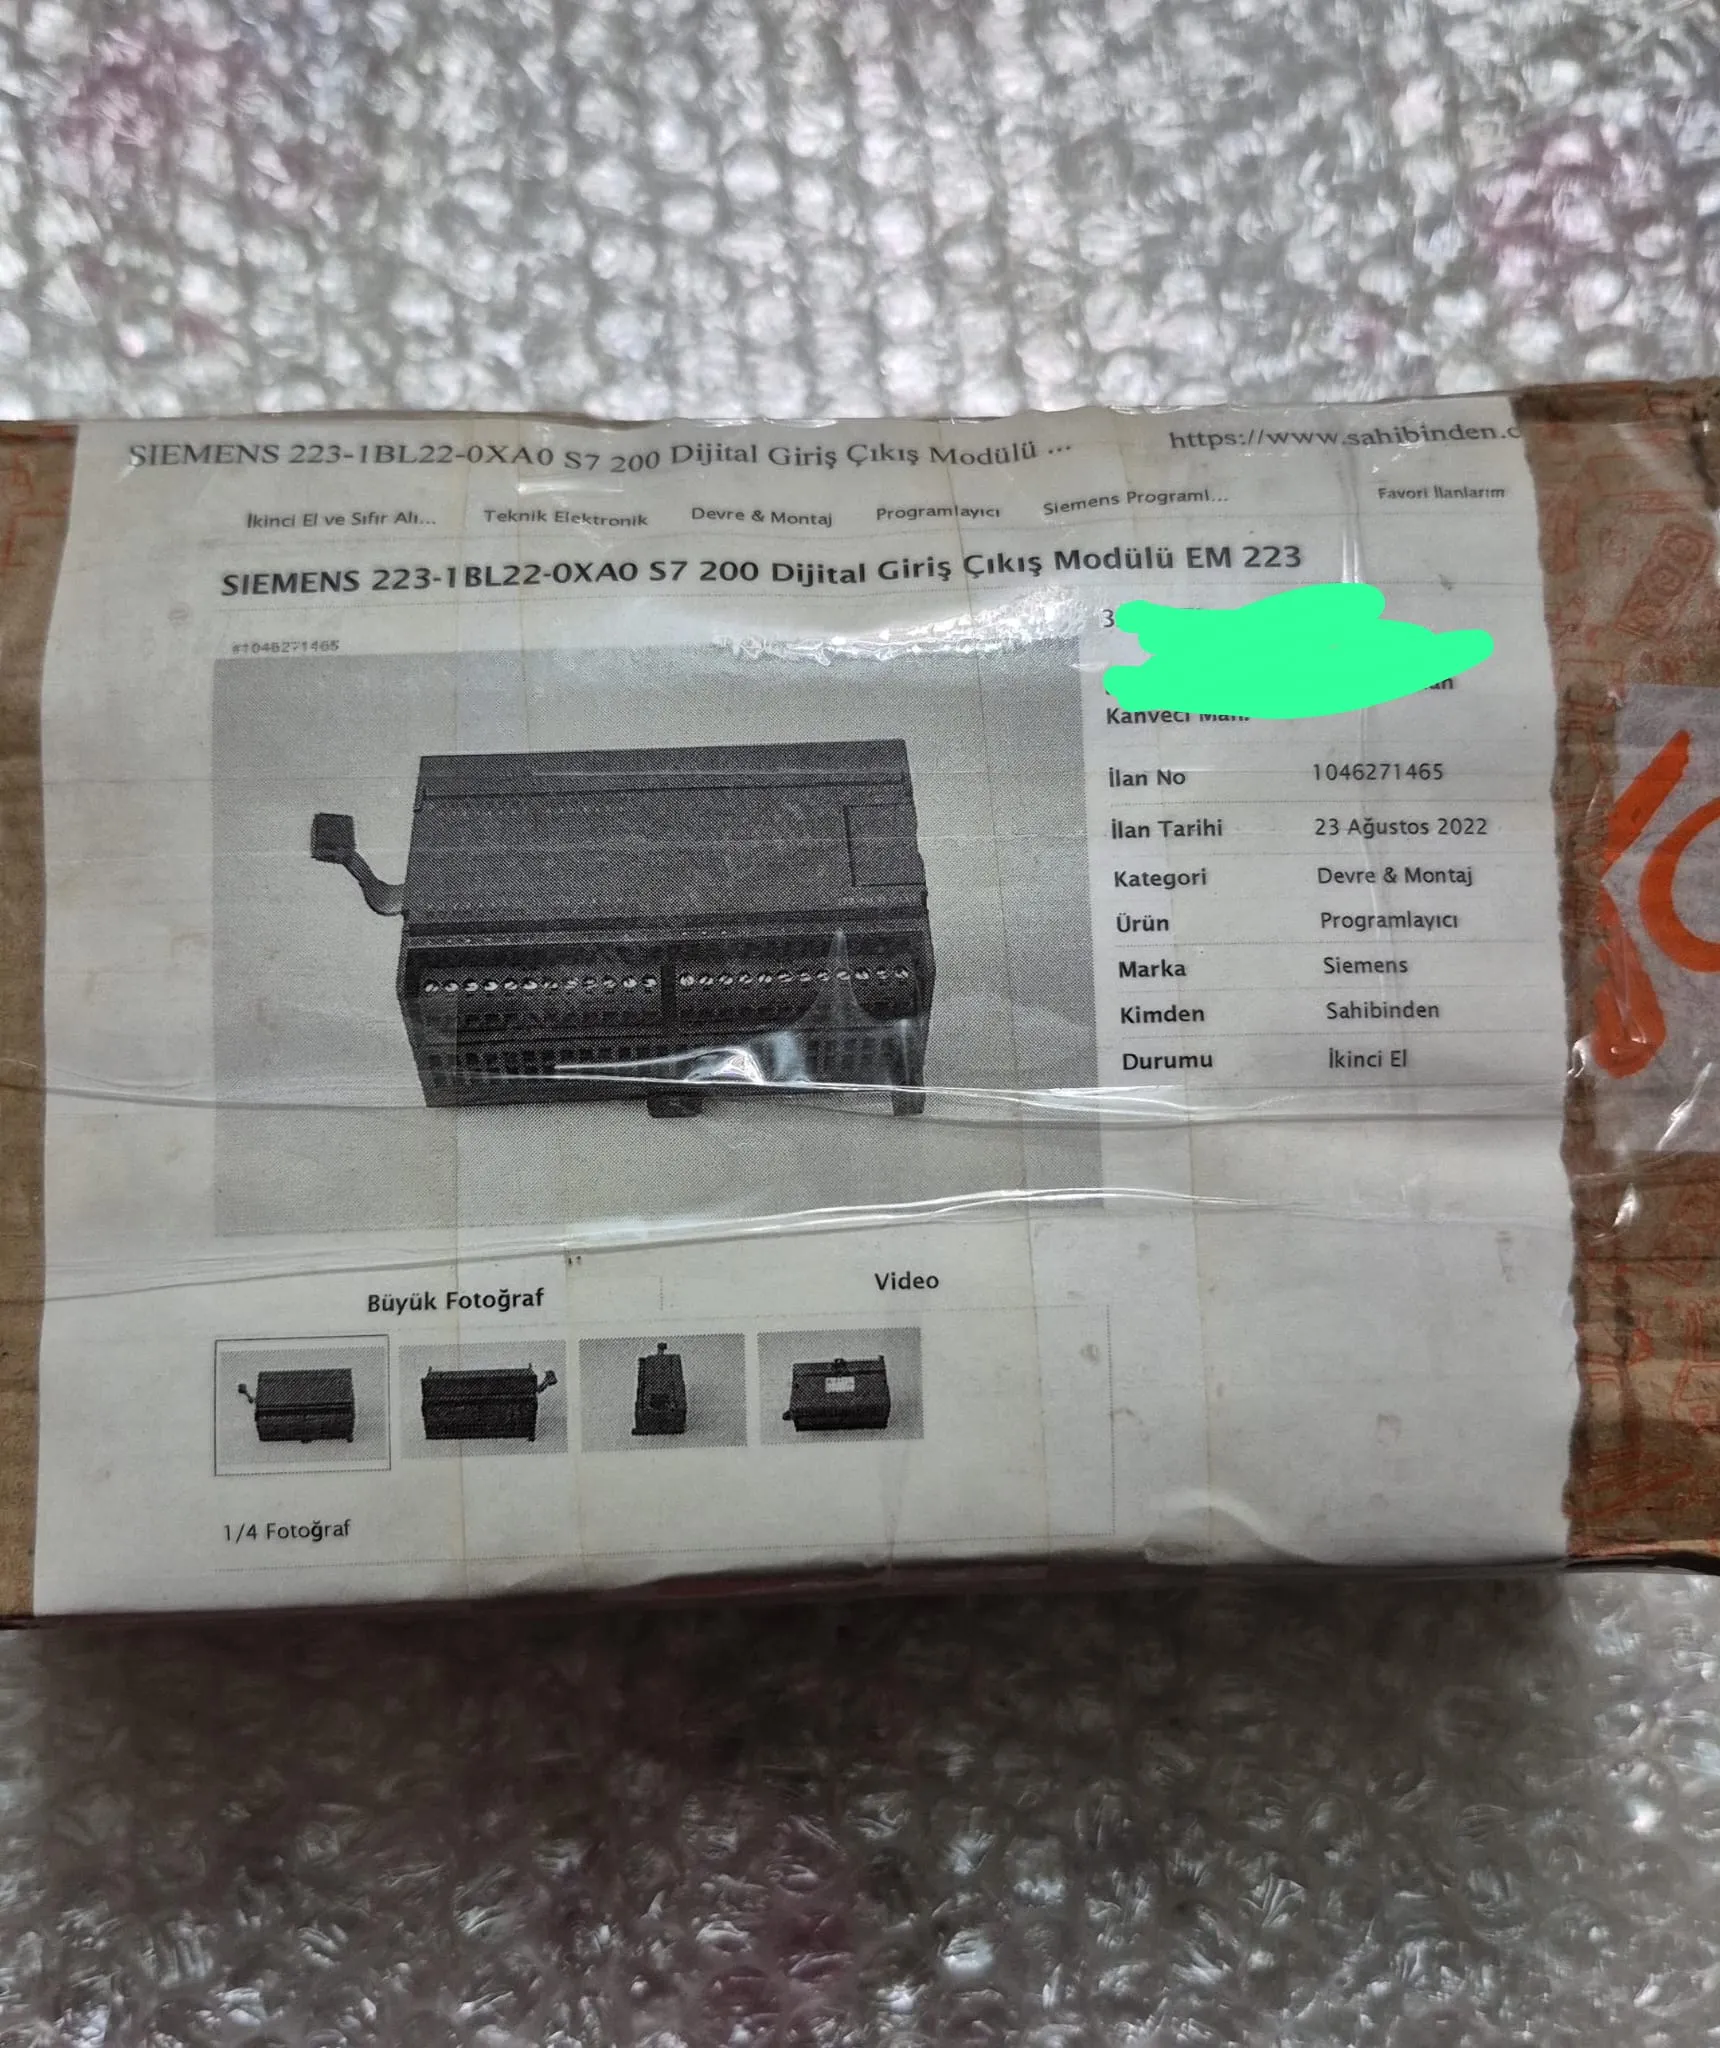 SIEMENS 223-1BL22-0XA0 S7 200 Dijital Giriş Çıkış Modülü ... https://www.sahibinden.c
İkinci El ve Sıfır Alı... Teknik Elektronik Devre & Montaj Programlayıcı Siemens Programl... Favori İlanlarım
SIEMENS 223-1BL22-0XA0 S7 200 Dijital Giriş Çıkış Modülü EM 223
#1046271465
3
Kahveci Mah.
İlan No 1046271465
İlan Tarihi 23 Ağustos 2022
Kategori Devre & Montaj
Ürün Programlayıcı
Marka Siemens
Kimden Sahibinden
Durumu İkinci El
Büyük Fotoğraf Video
1/4 Fotoğraf